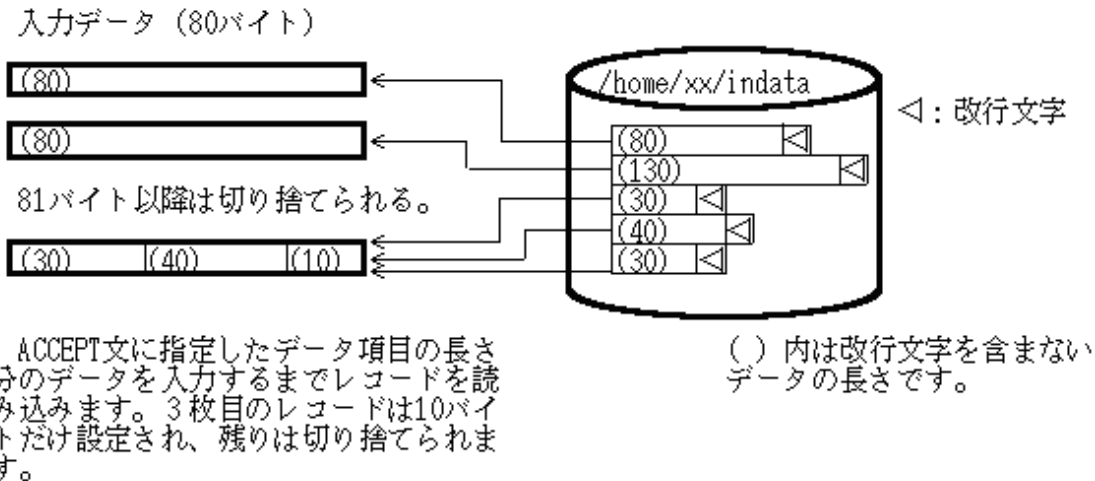 入力データ（80バイト）
(80)
(80)
81バイト以降は切り捨てられる。
(30) (40) (10)
/home/xx/indata
(80)
(130)
(30)
(40)
(30)
◁：改行文字
ACCEPT文に指定したデータ項目の長さ
分のデータを入力するまでレコードを読
み込みます。３枚目のレコードは10バイ
トだけ設定され、残りは切り捨てられま
す。
（ ）内は改行文字を含まない
データの長さです。